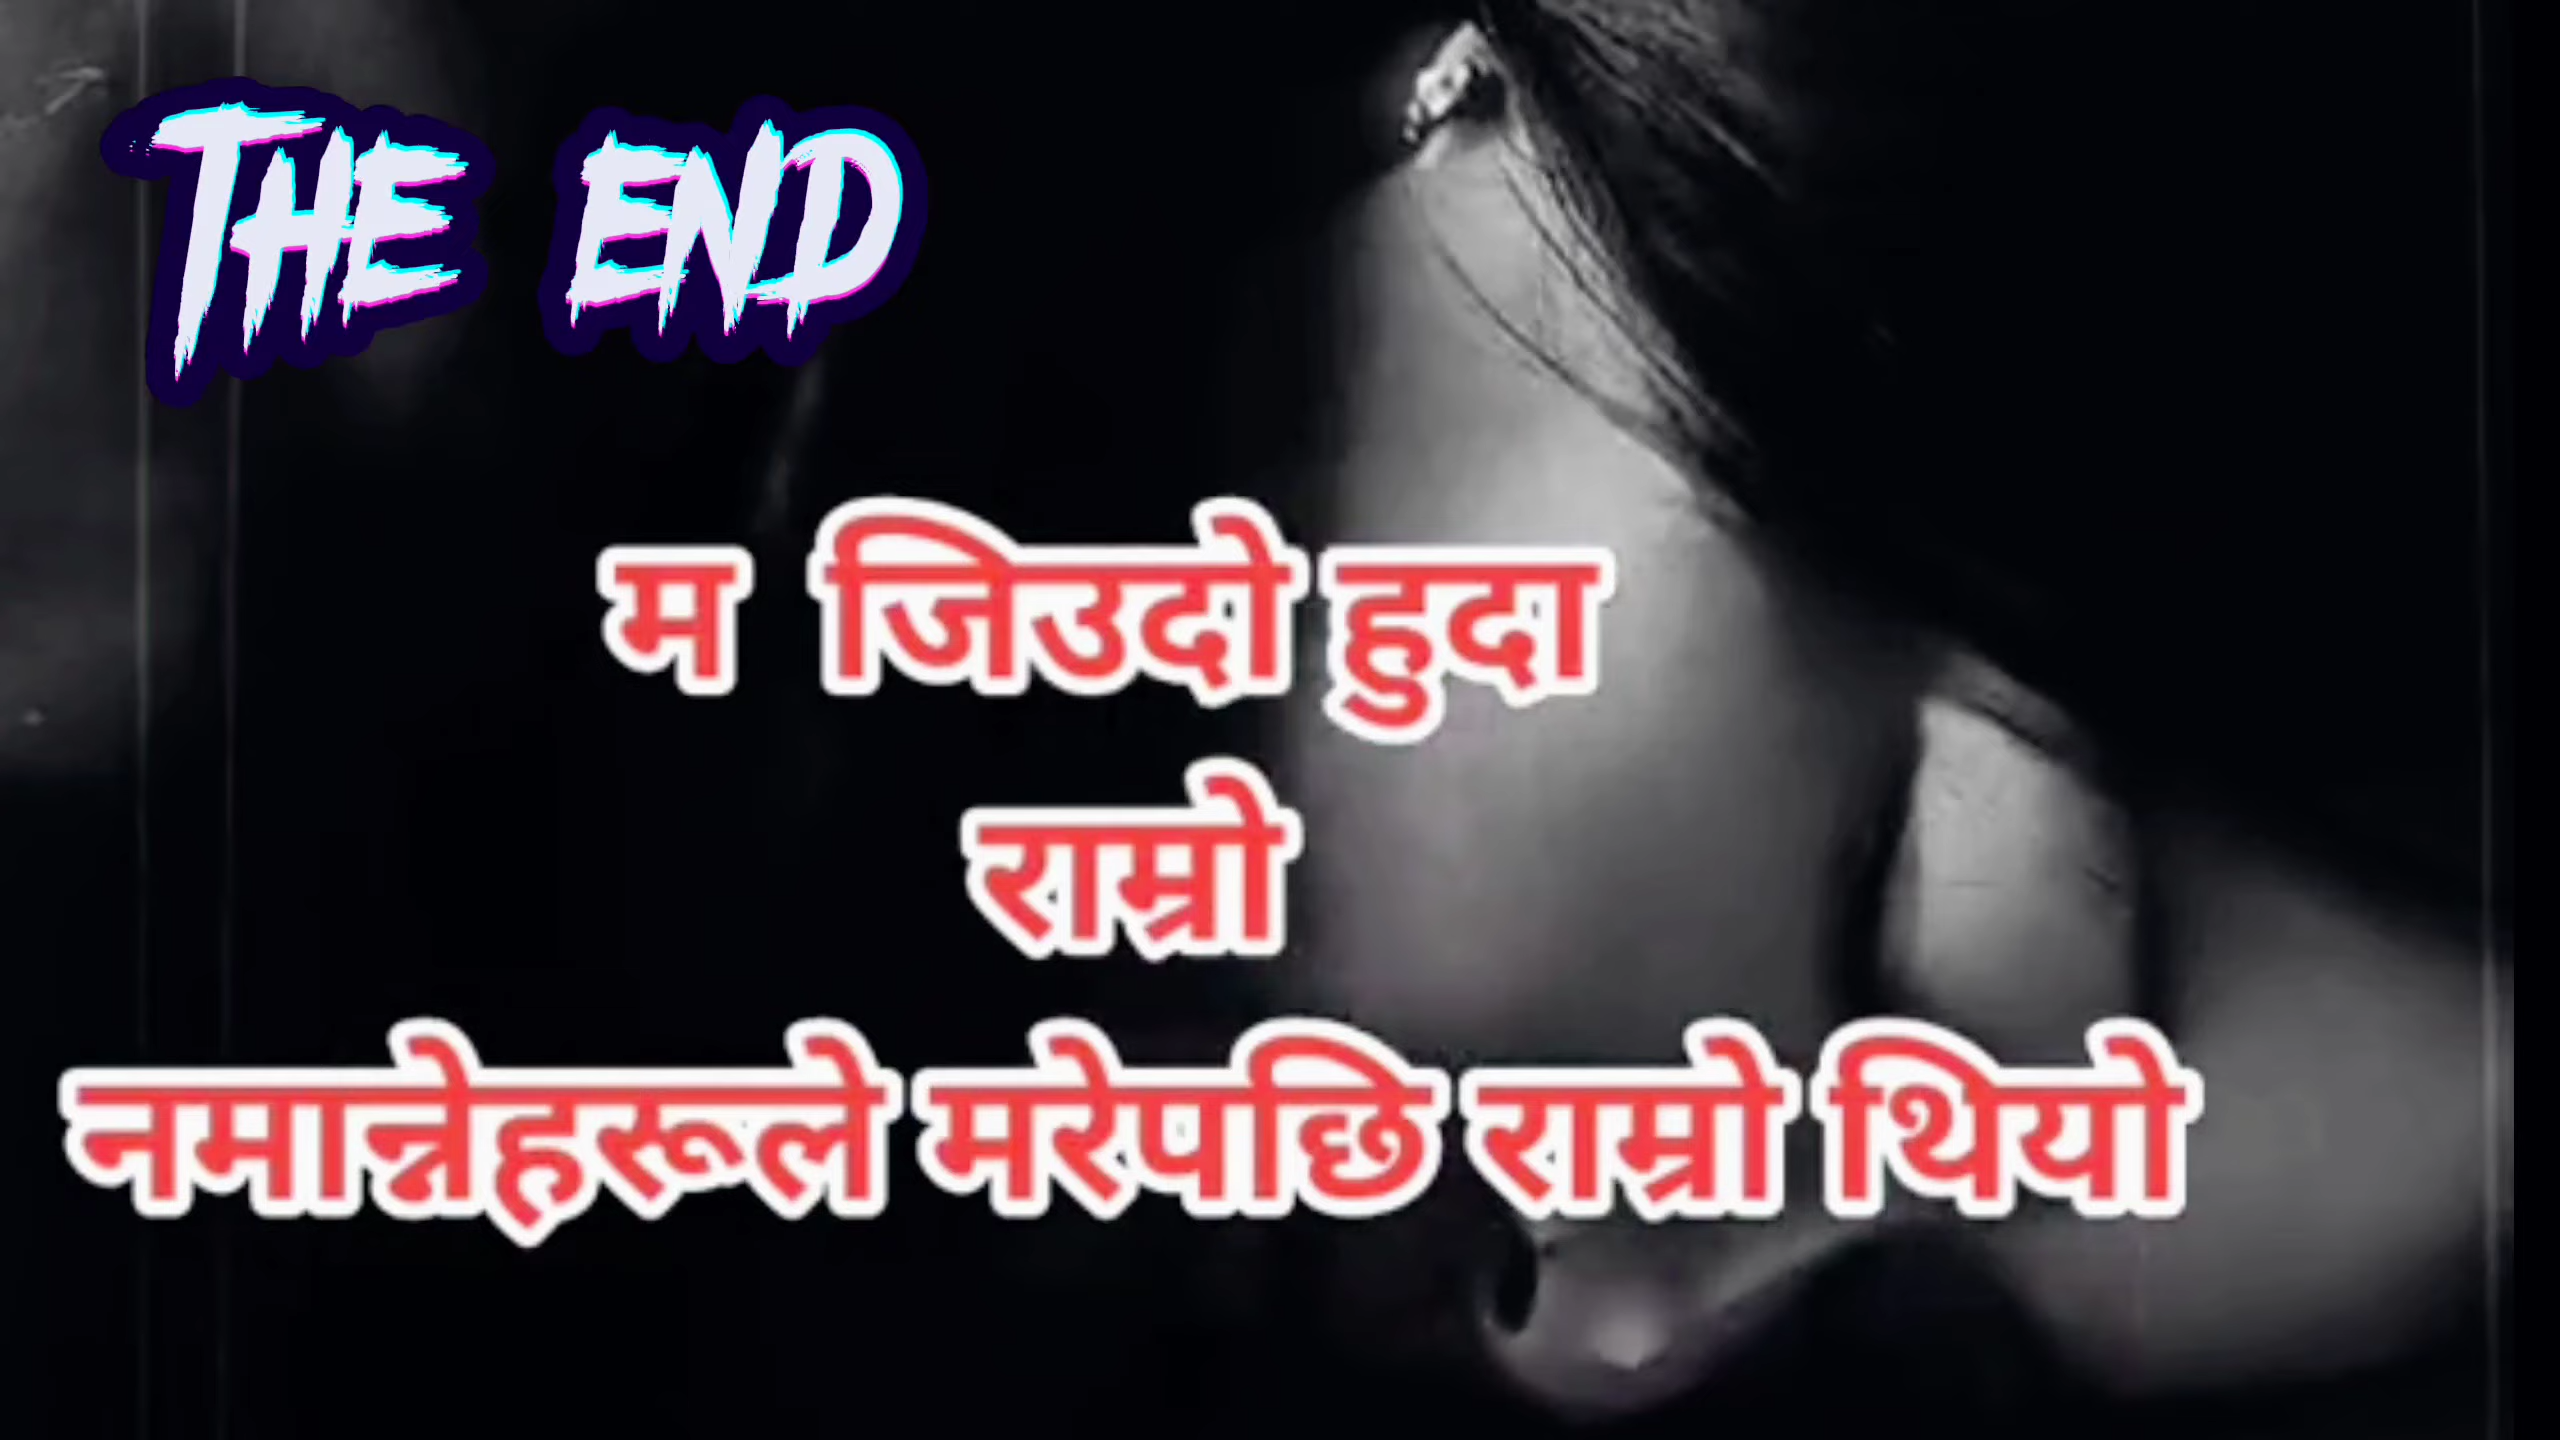 THE END
म जिउदो हुदा
राम्रो
नमान्नेहरूले मरेपछि राम्रो थियो